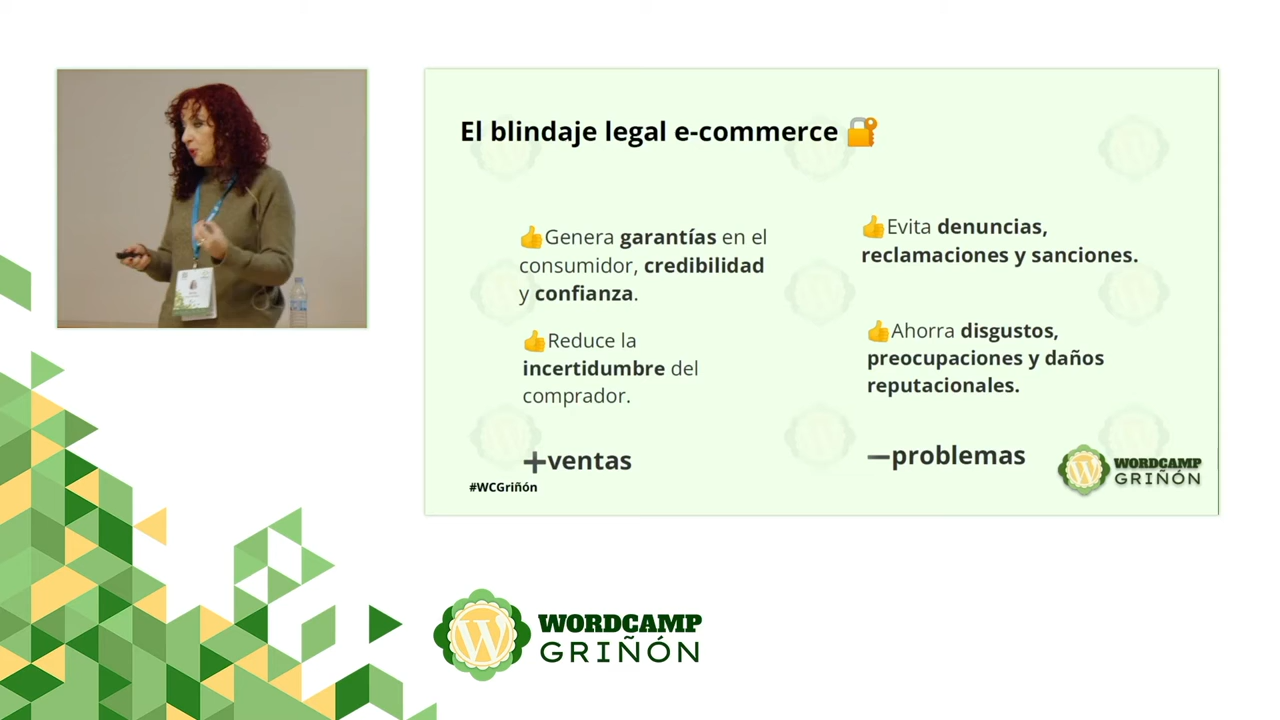 El blindaje legal e-commerce 🔐
👍Genera garantías en el
consumidor, credibilidad
y confianza.
👍Reduce la
incertidumbre del
comprador.
➕ventas
#WCGriñón
👍Evita denuncias,
reclamaciones y sanciones.
👍Ahorra disgustos,
preocupaciones y daños
reputacionales.
➖problemas
WORDCAMP
GRIÑÓN
WORDCAMP
GRIÑÓN